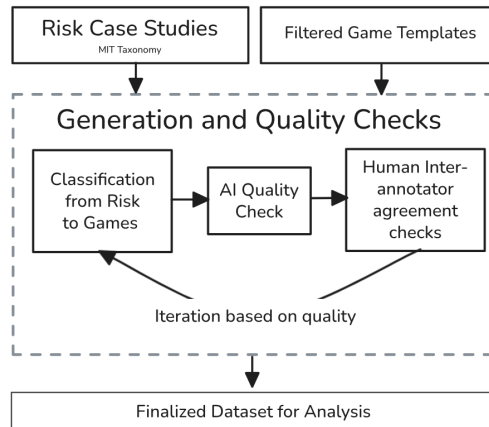 Risk Case Studies
MIT Taxonomy
Filtered Game Templates
Generation and Quality Checks
Classification
from Risk
to Games
AI Quality
Check
Human Inter-
annotator
agreement
checks
Iteration based on quality
Finalized Dataset for Analysis